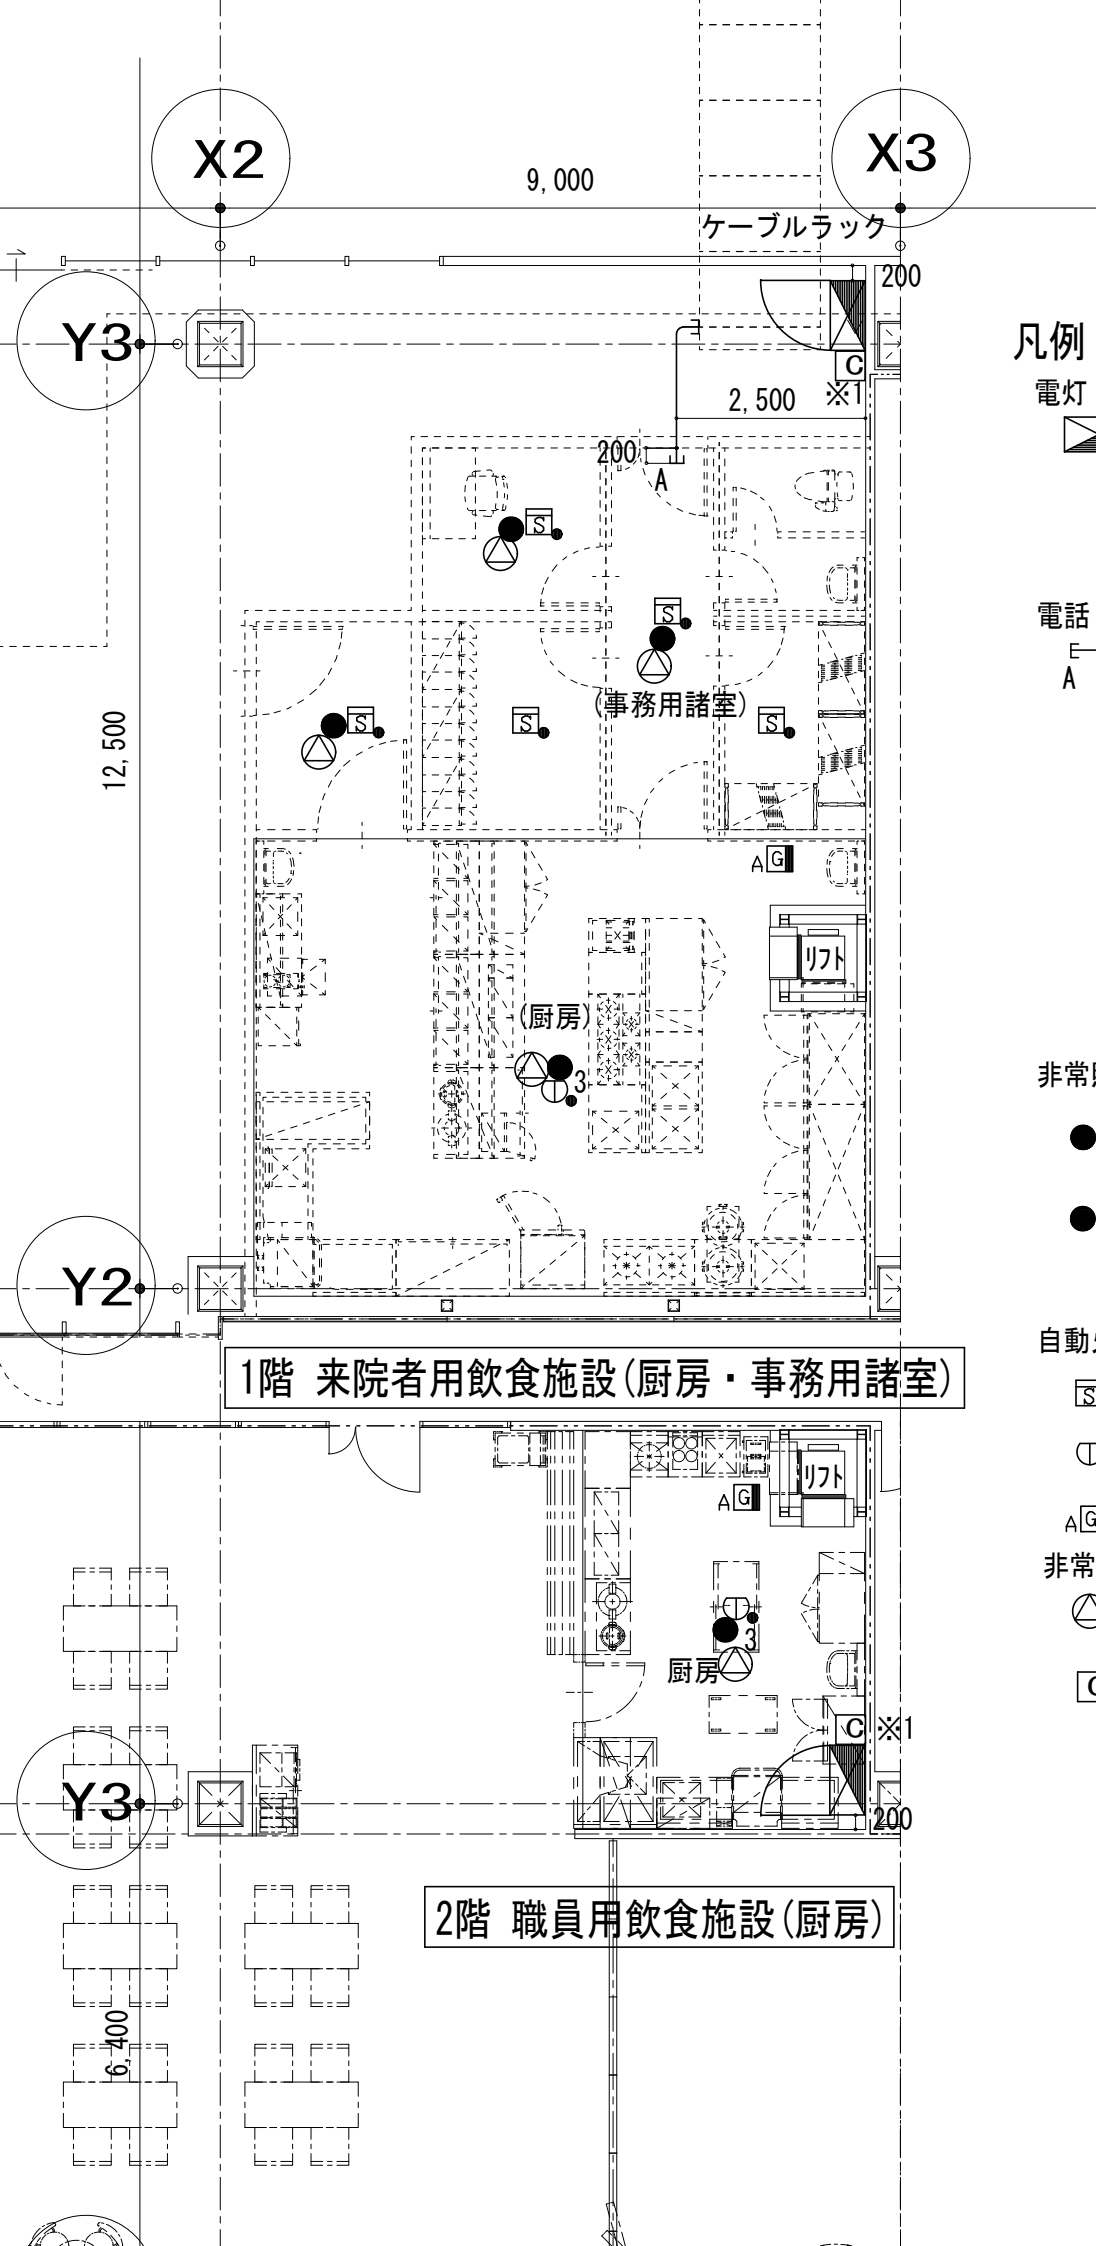 X2
X3
9,000
ケーブルラック
200
Y3
C
※1
2,500
200
A
凡例
電灯
S
S
電話
A
(事務用諸室)
S
S
S
12,500
A G
リフト
(厨房)
3
非常
Y2
自動
1階 来院者用飲食施設(厨房・事務用諸室)
S
リフト
A G
A G
非常
3
厨房
C ※1
Y3
200
2階 職員用飲食施設(厨房)
6,400